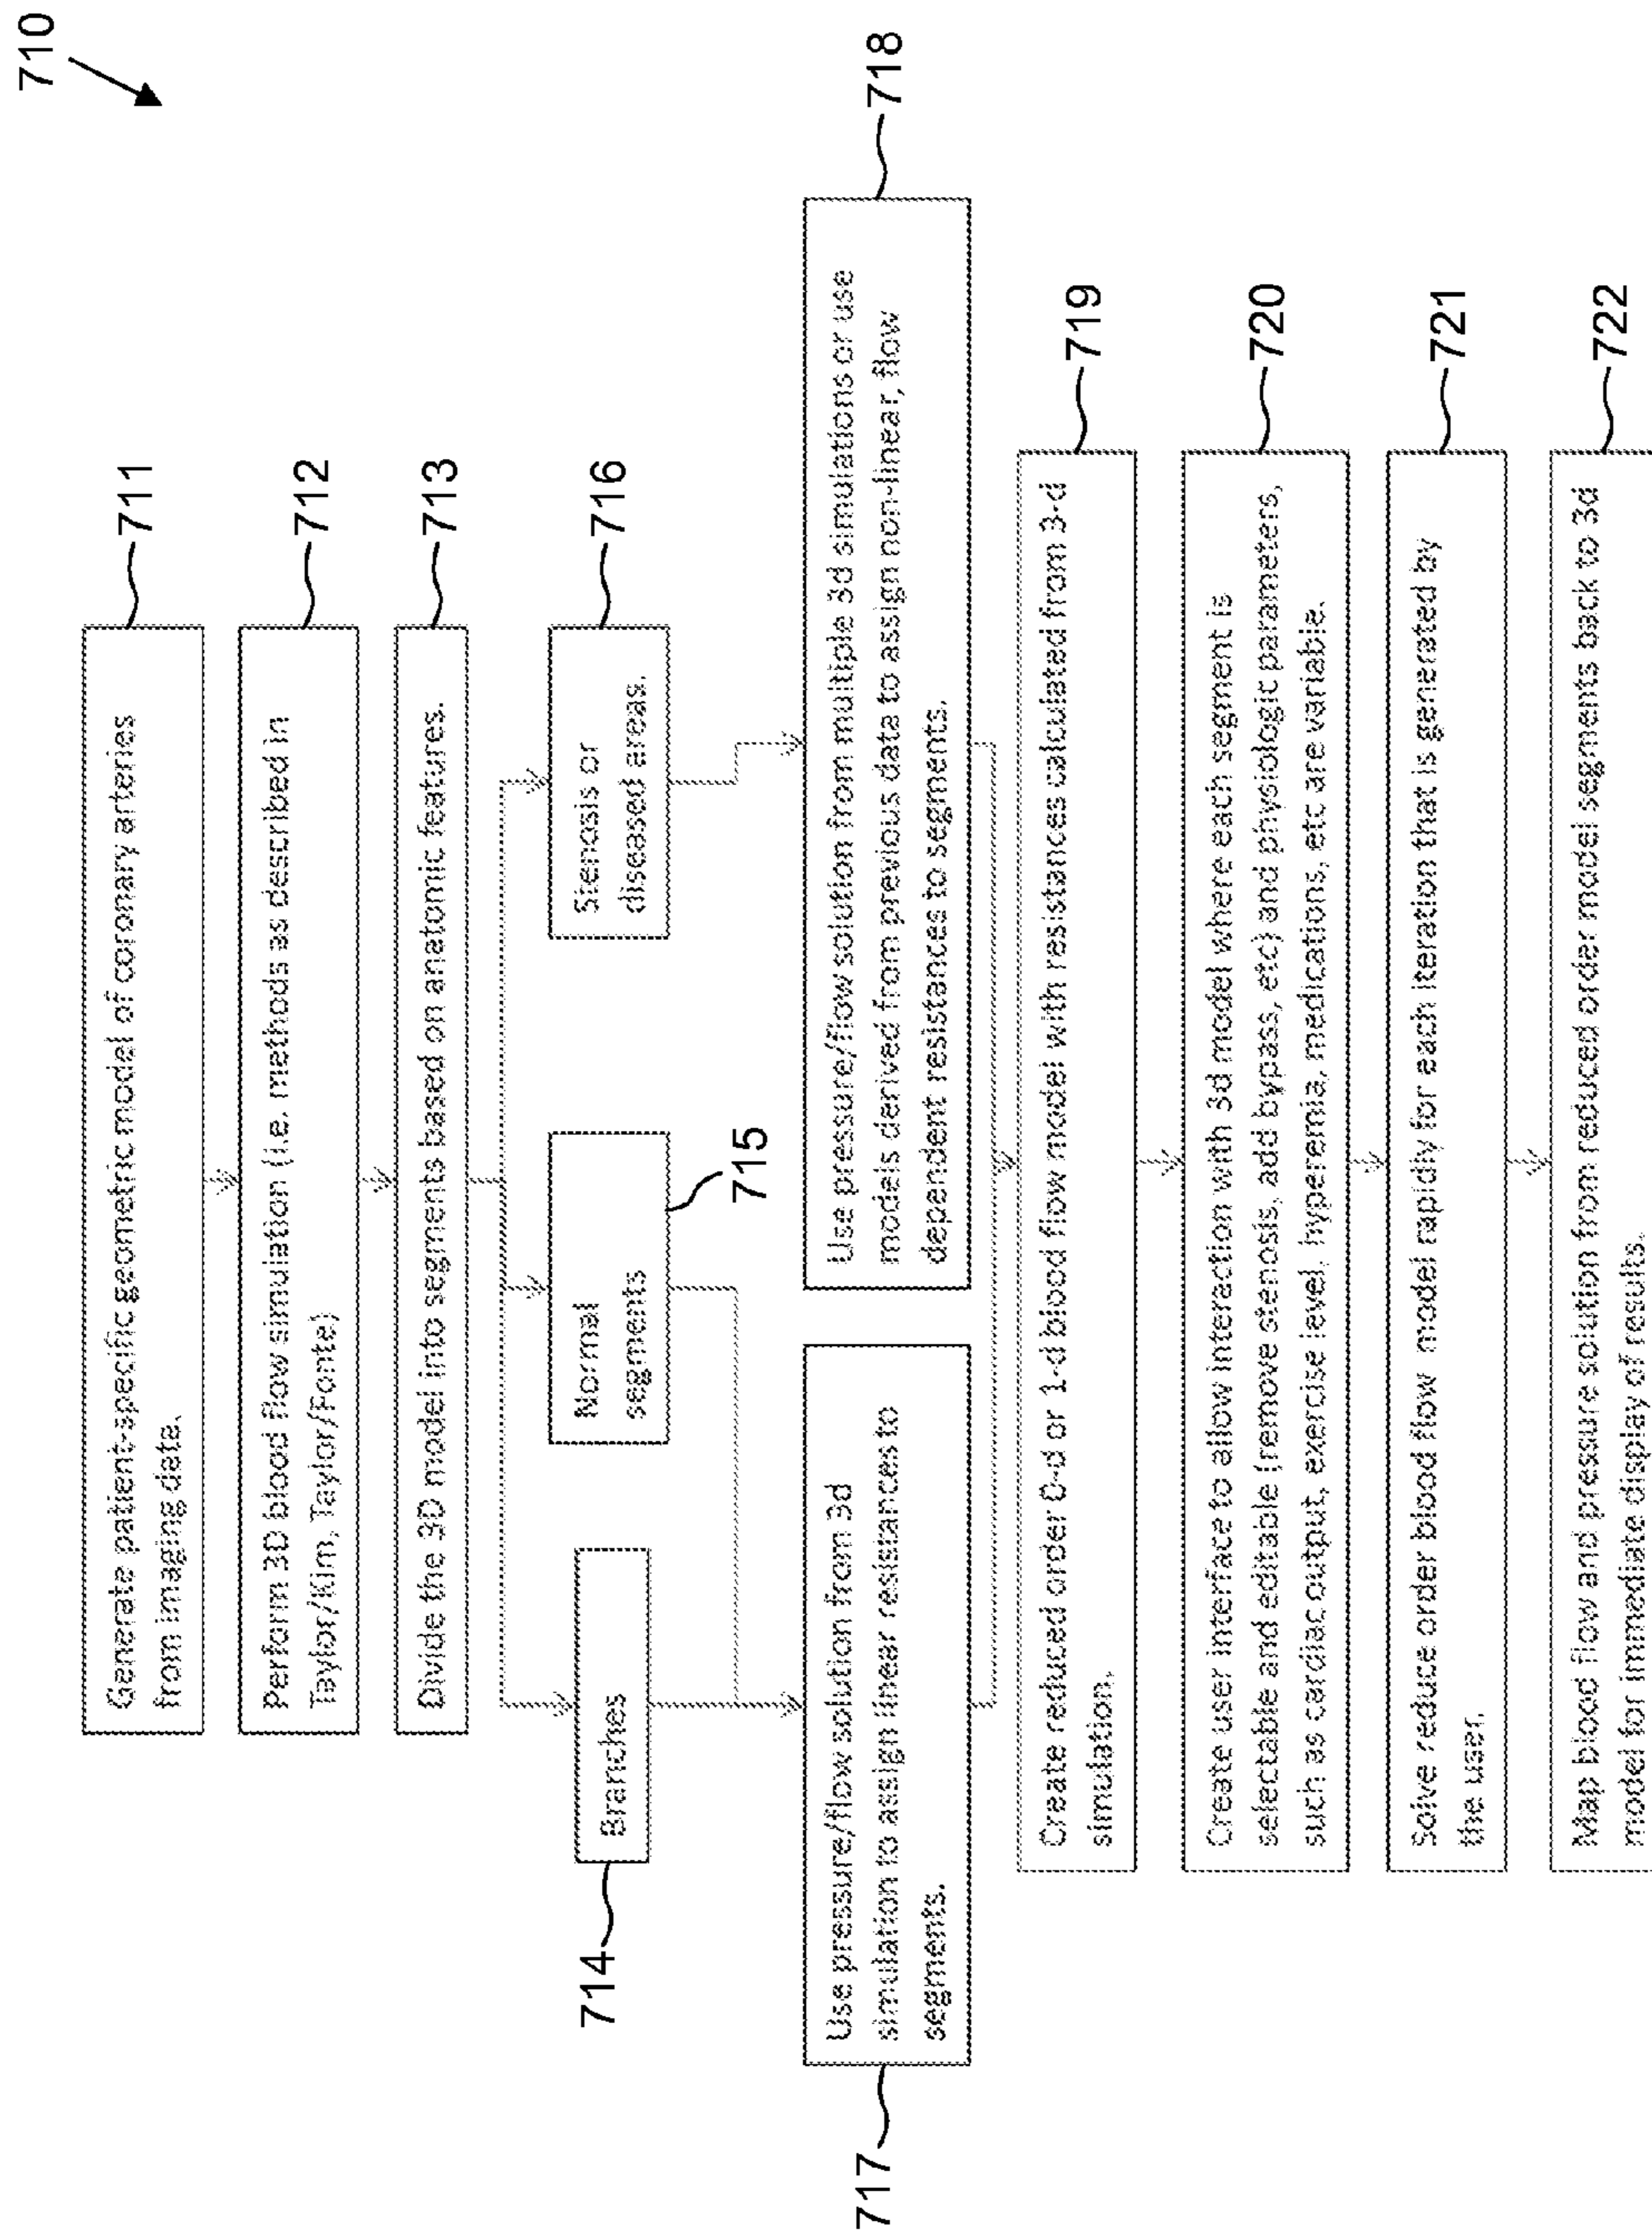 710
Generate patient-specific geometric model of coronary arteries
from imaging data.
711
Perform 3D blood flow simulation (i.e. methods as described in
Taylor/Kim, Taylor/Fonte)
712
Divide the 3D model into segments based on anatomic features.
713
Branches
714
Normal
segments
715
Stenosis or
diseased areas.
716
Use pressure/flow solution from 3d
simulation to assign linear resistances to
segments.
717
Use pressure/flow solution from multiple 3d simulations or use
models derived from previous data to assign non-linear, flow
dependent resistances to segments.
718
Create reduced order 0-d or 1-d blood flow model with resistances calculated from 3-d
simulation.
719
Create user interface to allow interaction with 3d model where each segment is
selectable and editable (remove stenosis, add bypass, etc) and physiologic parameters,
such as cardiac output, exercise level, hyperemia, medications, etc are variable.
720
Solve reduce order blood flow model rapidly for each iteration that is generated by
the user.
721
Map blood flow and pressure solution from reduced order model segments back to 3d
model for immediate display of results.
722